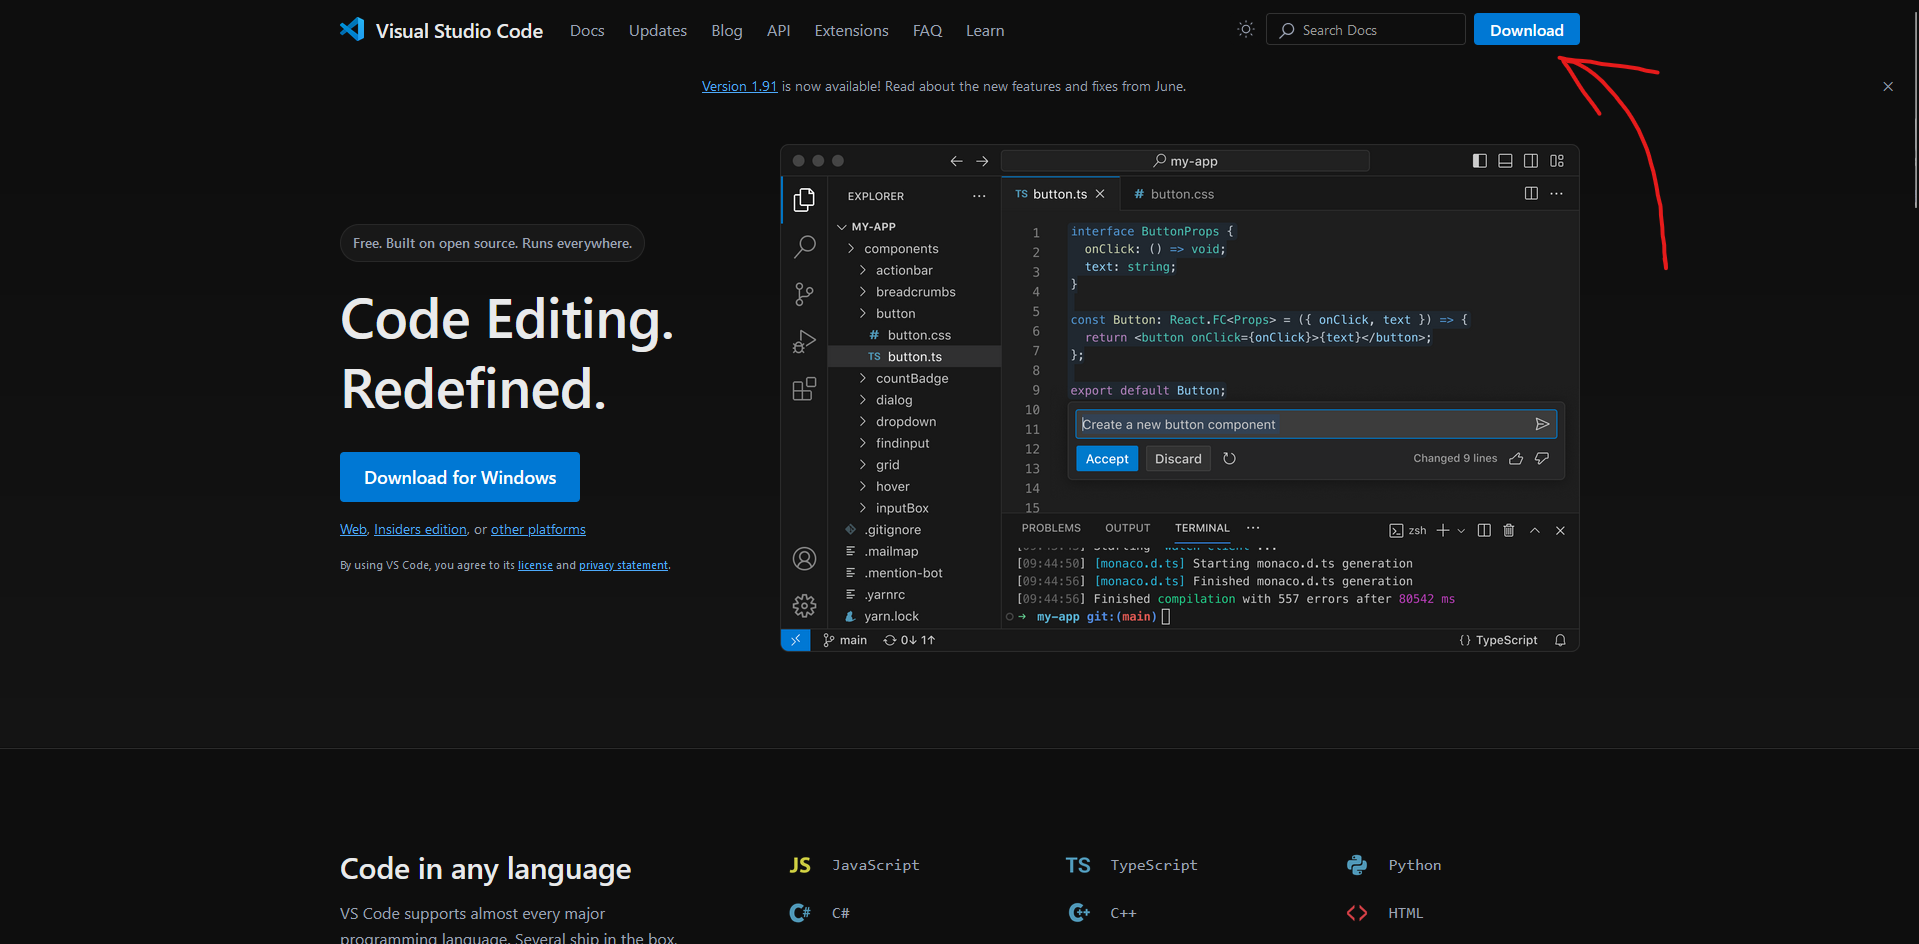 Visual Studio Code Docs Updates Blog API Extensions FAQ Learn Search Docs Download
Version 1.91 is now available! Read about the new features and fixes from June.
Free. Built on open source. Runs everywhere.
Code Editing.
Redefined.
Download for Windows
Web, Insiders edition, or other platforms
By using VS Code, you agree to its license and privacy statement.
my-app
EXPLORER
MY-APP
components
actionbar
breadcrumbs
button
# button.css
TS button.ts
countBadge
dialog
dropdown
findinput
grid
hover
inputBox
.gitignore
.mailmap
.mention-bot
.yarnrc
yarn.lock
TS button.ts # button.css
1
2
3
4
5
6
7
8
9
10
11
12
13
14
15
interface ButtonProps {
onClick: () => void;
text: string;
}
const Button: React.FC<Props> = ({ onClick, text }) => {
return <button onClick={onClick}>{text}</button>;
};
export default Button;
Create a new button component
Accept Discard Changed 9 lines
PROBLEMS OUTPUT TERMINAL ··· zsh
[09:44:50] [monaco.d.ts] Starting monaco.d.ts generation
[09:44:56] [monaco.d.ts] Finished monaco.d.ts generation
[09:44:56] Finished compilation with 557 errors after 80542 ms
→ my-app git:(main)
main 0↓ 1↑ {} TypeScript
Code in any language
VS Code supports almost every major
programming language. Several ship in the box,
JS JavaScript TS TypeScript Python
C# C# C++ C++ HTML